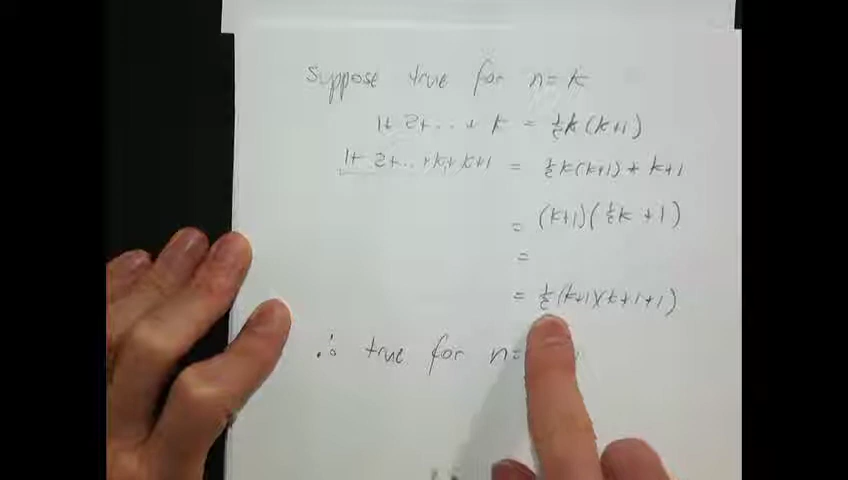 Suppose true for n=k
1+2+...+k = ½k(k+1)
1+2+...+k+k+1 = ½k(k+1)+k+1
= (k+1)(½k+1)
=
= ½(k+1)(k+1+1)
∴ true for n=